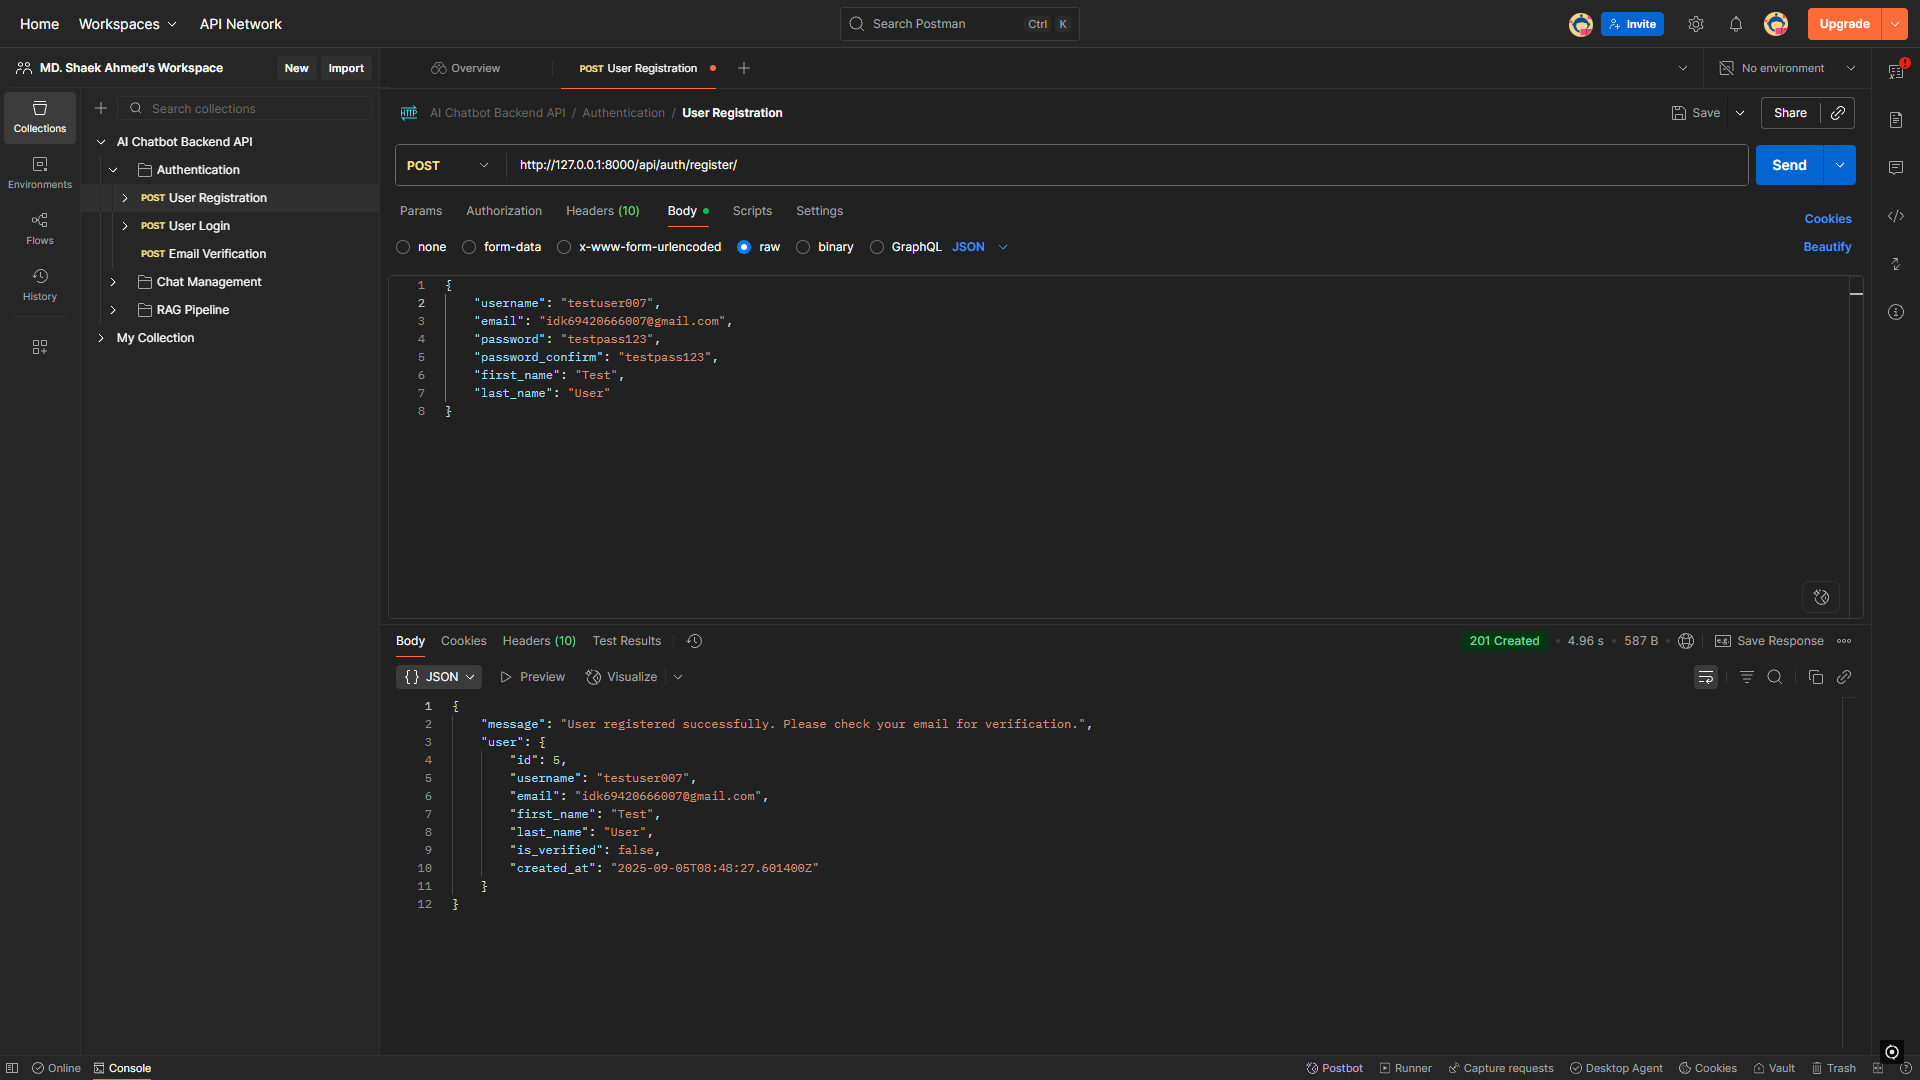 Home Workspaces API Network Search Postman Ctrl K Invite Upgrade
MD. Shaek Ahmed's Workspace New Import Overview POST User Registration No environment
Search collections
Collections
Environments
Flows
History
AI Chatbot Backend API
Authentication
POST User Registration
POST User Login
POST Email Verification
Chat Management
RAG Pipeline
My Collection
HTTP AI Chatbot Backend API / Authentication / User Registration Save Share
POST http://127.0.0.1:8000/api/auth/register/ Send
Params Authorization Headers (10) Body Scripts Settings Cookies
none form-data x-www-form-urlencoded raw binary GraphQL JSON Beautify
1 {
2 "username": "testuser007",
3 "email": "idk69420666007@gmail.com",
4 "password": "testpass123",
5 "password_confirm": "testpass123",
6 "first_name": "Test",
7 "last_name": "User"
8 }
Body Cookies Headers (10) Test Results 201 Created 4.96 s 587 B e.g. Save Response
{} JSON Preview Visualize
1 {
2 "message": "User registered successfully. Please check your email for verification.",
3 "user": {
4 "id": 5,
5 "username": "testuser007",
6 "email": "idk69420666007@gmail.com",
7 "first_name": "Test",
8 "last_name": "User",
9 "is_verified": false,
10 "created_at": "2025-09-05T08:48:27.601400Z"
11 }
12 }
Online Console Postbot Runner Capture requests Desktop Agent Cookies Vault Trash